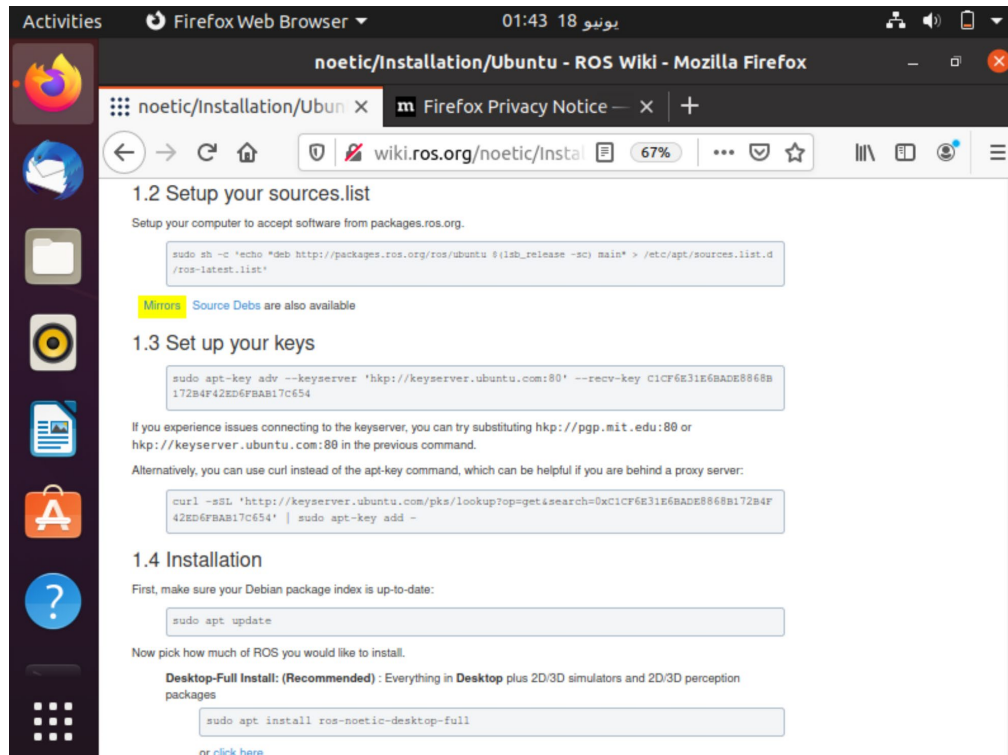 Activities Firefox Web Browser 01:43 18 يونيو
noetic/Installation/Ubuntu - ROS Wiki - Mozilla Firefox
noetic/Installation/Ubun m Firefox Privacy Notice —
wiki.ros.org/noetic/Instal 67%
1.2 Setup your sources.list
Setup your computer to accept software from packages.ros.org.
sudo sh -c 'echo "deb http://packages.ros.org/ros/ubuntu $(lsb_release -sc) main" > /etc/apt/sources.list.d
/ros-latest.list'
Mirrors Source Debs are also available
1.3 Set up your keys
sudo apt-key adv --keyserver 'hkp://keyserver.ubuntu.com:80' --recv-key C1CF6E31E6BADE8868B
172B4F42ED6FBAB17C654
If you experience issues connecting to the keyserver, you can try substituting hkp://pgp.mit.edu:80 or
hkp://keyserver.ubuntu.com:80 in the previous command.
Alternatively, you can use curl instead of the apt-key command, which can be helpful if you are behind a proxy server:
curl -sSL 'http://keyserver.ubuntu.com/pks/lookup?op=get&search=0xC1CF6E31E6BADE8868B172B4F
42ED6FBAB17C654' | sudo apt-key add -
1.4 Installation
First, make sure your Debian package index is up-to-date:
sudo apt update
Now pick how much of ROS you would like to install.
Desktop-Full Install: (Recommended) : Everything in Desktop plus 2D/3D simulators and 2D/3D perception
packages
sudo apt install ros-noetic-desktop-full
or click here